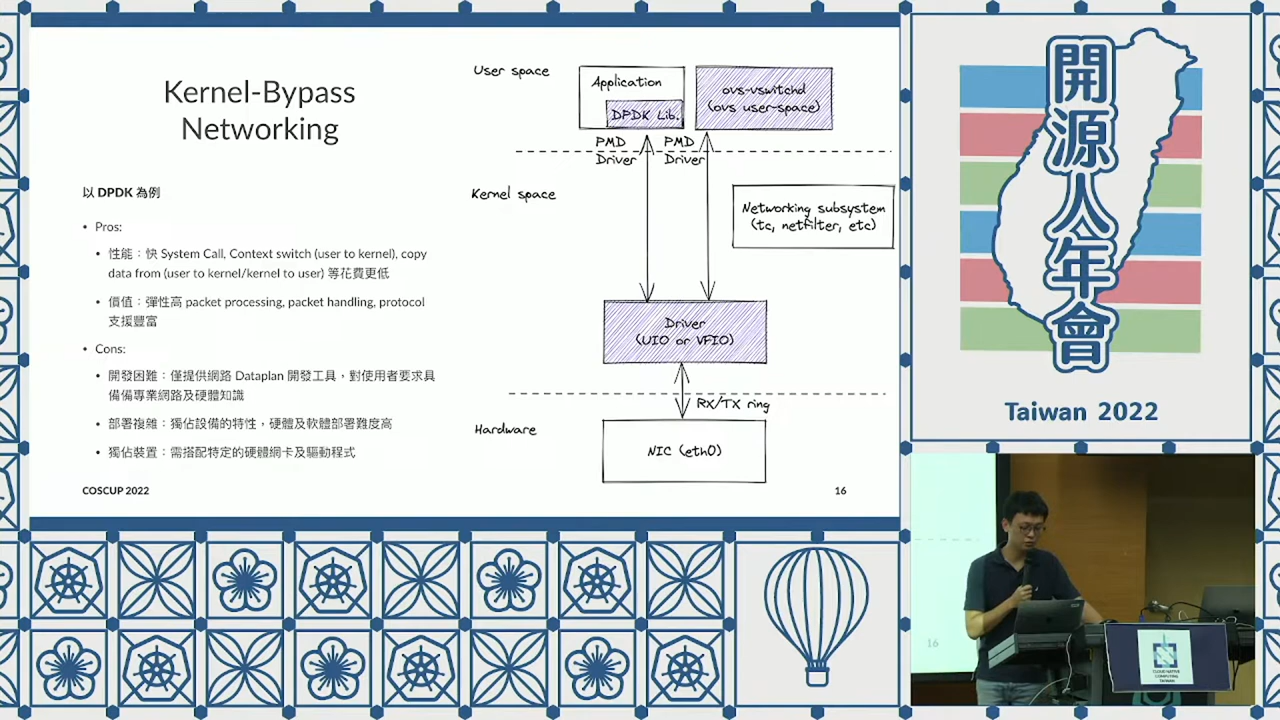 Kernel-Bypass
Networking
以 DPDK 為例
• Pros:
• 性能：快 System Call, Context switch (user to kernel), copy
data from (user to kernel/kernel to user) 等花費更低
• 價值：彈性高 packet processing, packet handling, protocol
支援豐富
• Cons:
• 開發困難：僅提供網路 Dataplan 開發工具，對使用者要求具
備備專業網路及硬體知識
• 部署複雜：獨佔設備的特性，硬體及軟體部署難度高
• 獨佔裝置：需搭配特定的硬體網卡及驅動程式
COSCUP 2022
16
User space
Application
DPDK Lib.
ovs-vswitchd
(ovs user-space)
PMD
Driver
PMD
Driver
Kernel space
Networking subsystem
(tc, netfilter, etc)
Driver
(UIO or VFIO)
RX/TX ring
Hardware
NIC (eth0)
開源人年會
Taiwan 2022
16
CLOUD NATIVE
COMPUTING
TAIWAN